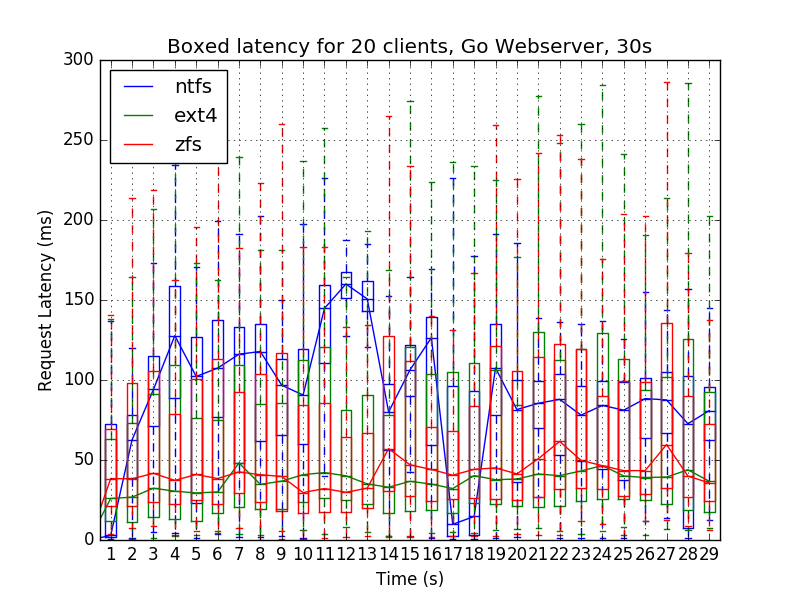 Boxed latency for 20 clients, Go Webserver, 30s
300
250
200
150
100
50
0
Request Latency (ms)
ntfs
ext4
zfs
1 2 3 4 5 6 7 8 9 10 11 12 13 14 15 16 17 18 19 20 21 22 23 24 25 26 27 28 29
Time (s)